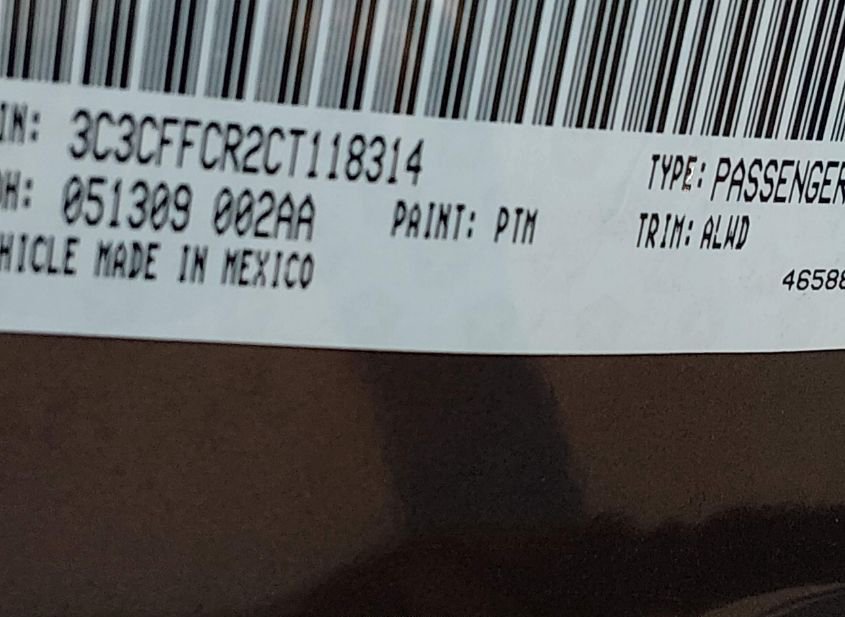 IN: 3C3CFFCR2CT118314 TYPE: PASSENGER
H: 051309 002AA PAINT: PTM TRIM: ALWD
HICLE MADE IN MEXICO 46588